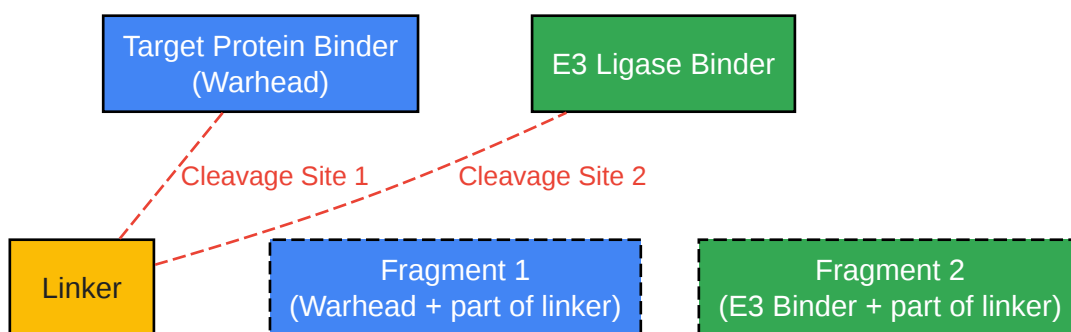 Target Protein Binder
(Warhead)
E3 Ligase Binder
Cleavage Site 1
Cleavage Site 2
Linker
Fragment 1
(Warhead + part of linker)
Fragment 2
(E3 Binder + part of linker)